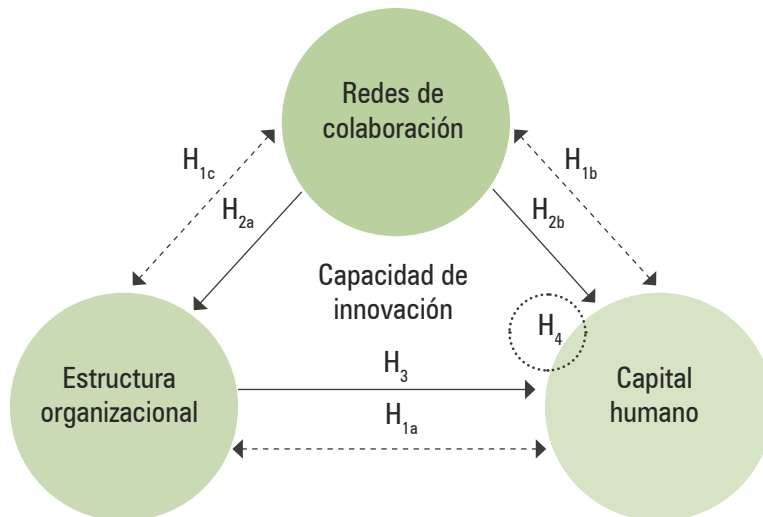 Redes de
colaboración
H1c
H1b
H2a
H2b
Capacidad de
innovación
H4
Estructura
organizacional
H3
Capital
humano
H1a